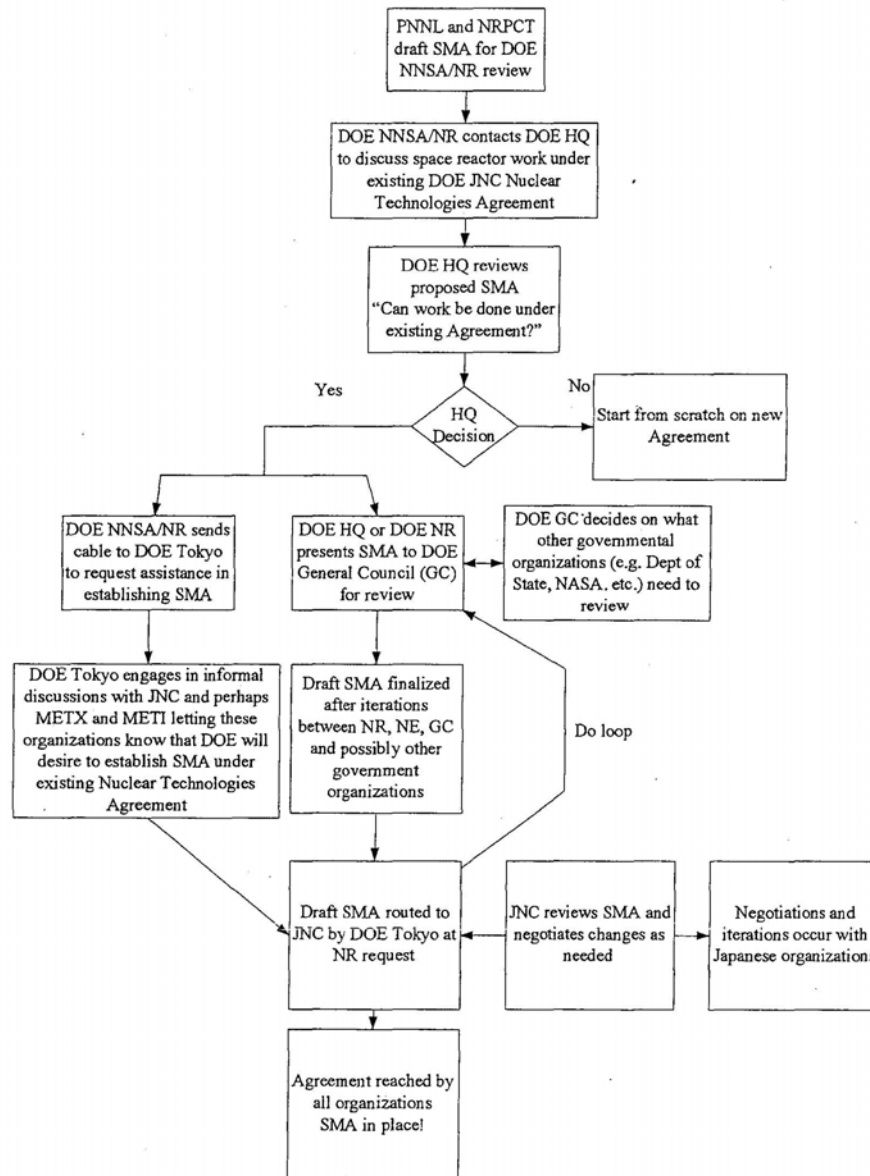 PNNL and NRPCT
draft SMA for DOE
NNSA/NR review
DOE NNSA/NR contacts DOE HQ
to discuss space reactor work under
existing DOE JNC Nuclear
Technologies Agreement
DOE HQ reviews
proposed SMA
“Can work be done under
existing Agreement?”
Yes
No
HQ
Decision
Start from scratch on new
Agreement
DOE NNSA/NR sends
cable to DOE Tokyo
to request assistance in
establishing SMA
DOE HQ or DOE NR
presents SMA to DOE
General Council (GC)
for review
DOE GC decides on what
other governmental
organizations (e.g. Dept of
State, NASA, etc.) need to
review
DOE Tokyo engages in informal
discussions with JNC and perhaps
METX and METI letting these
organizations know that DOE will
desire to establish SMA under
existing Nuclear Technologies
Agreement
Draft SMA finalized
after iterations
between NR, NE, GC
and possibly other
government
organizations
Do loop
Draft SMA routed to
JNC by DOE Tokyo at
NR request
JNC reviews SMA and
negotiates changes as
needed
Negotiations and
iterations occur with
Japanese organization
Agreement reached by
all organizations
SMA in place!